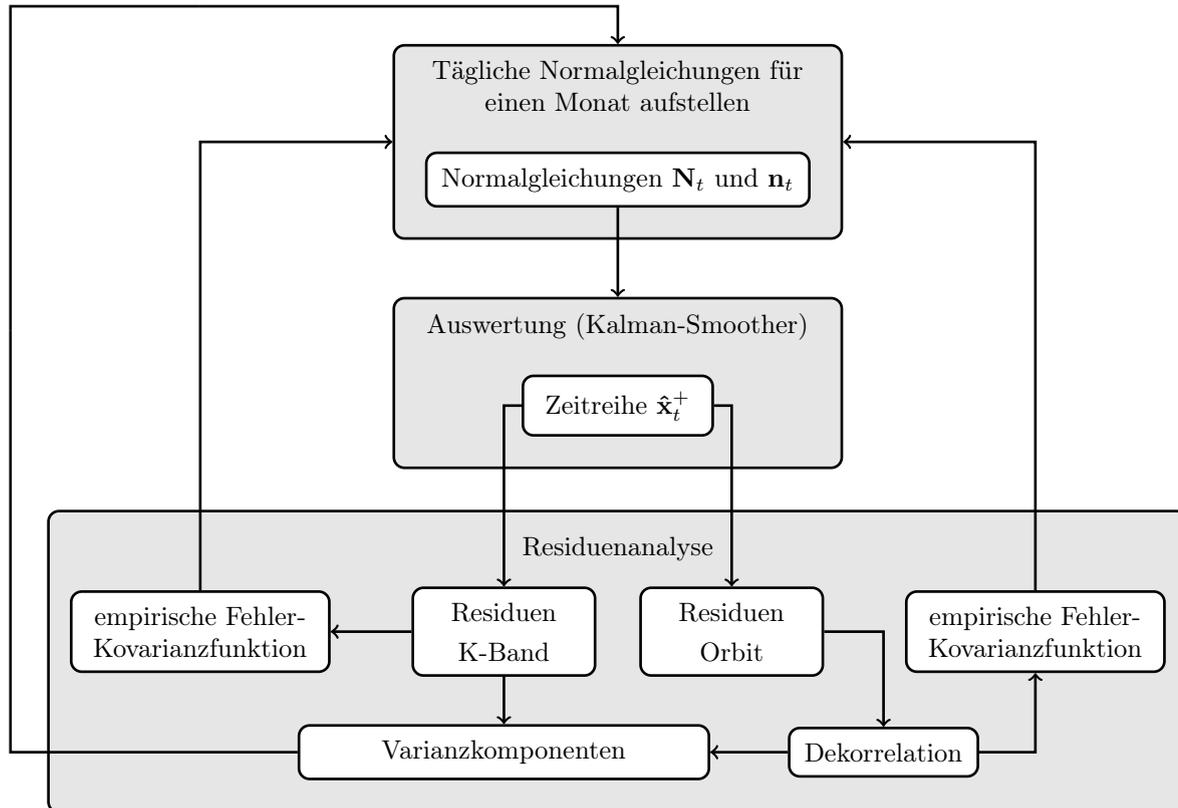 Tägliche Normalgleichungen für
einen Monat aufstellen
Normalgleichungen N_t und n_t
Auswertung (Kalman-Smoother)
Zeitreihe x̂_t^+
Residuenanalyse
empirische Fehler-
Kovarianzfunktion
Residuen
K-Band
Residuen
Orbit
empirische Fehler-
Kovarianzfunktion
Varianzkomponenten
Dekorrelation